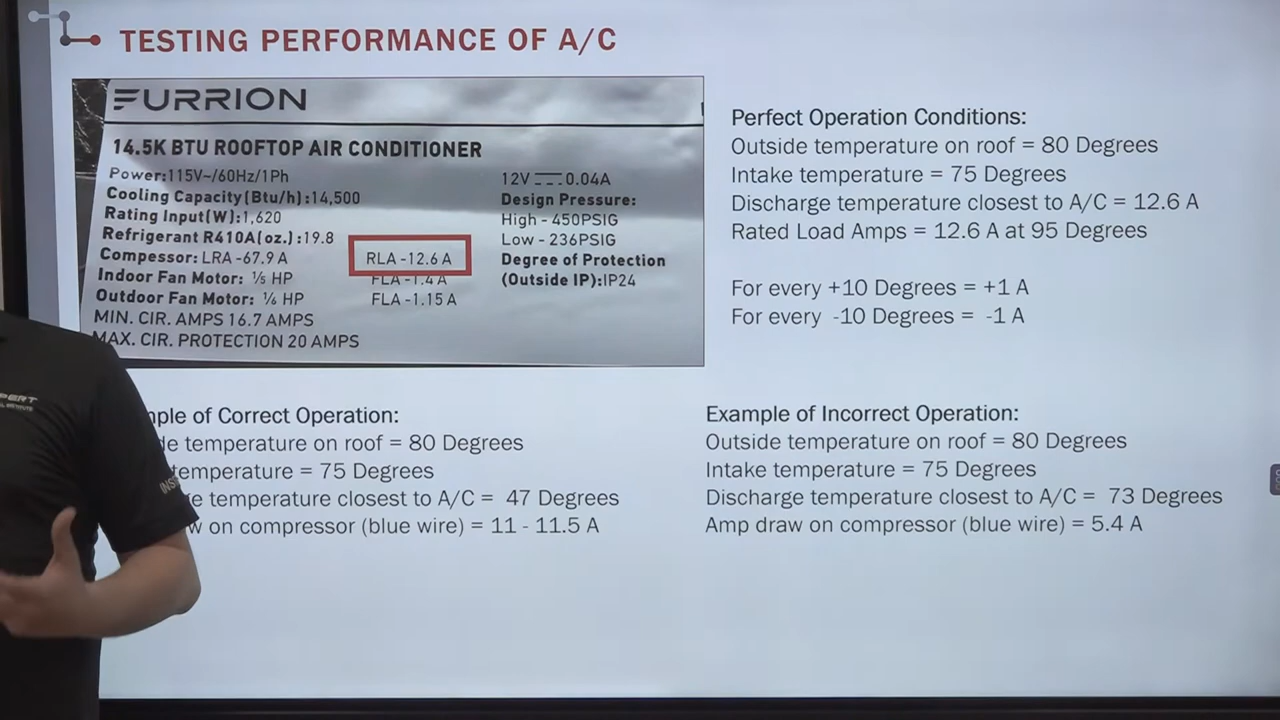 TESTING PERFORMANCE OF A/C
FURRION
14.5K BTU ROOFTOP AIR CONDITIONER
Power:115V~/60Hz/1Ph
Cooling Capacity(Btu/h):14,500
Rating Input(W):1,620
Refrigerant R410A(oz.):19.8
Compessor: LRA -67.9 A
RLA -12.6 A
Indoor Fan Motor: ⅕ HP
FLA -1.4 A
Outdoor Fan Motor: ⅙ HP
FLA -1.15 A
MIN. CIR. AMPS 16.7 AMPS
MAX. CIR. PROTECTION 20 AMPS
12V ⎓ 0.04A
Design Pressure:
High - 450PSIG
Low - 236PSIG
Degree of Protection
(Outside IP):IP24
Perfect Operation Conditions:
Outside temperature on roof = 80 Degrees
Intake temperature = 75 Degrees
Discharge temperature closest to A/C = 12.6 A
Rated Load Amps = 12.6 A at 95 Degrees
For every +10 Degrees = +1 A
For every -10 Degrees = -1 A
of Correct Operation:
temperature on roof = 80 Degrees
temperature = 75 Degrees
temperature closest to A/C = 47 Degrees
on compressor (blue wire) = 11 - 11.5 A
Example of Incorrect Operation:
Outside temperature on roof = 80 Degrees
Intake temperature = 75 Degrees
Discharge temperature closest to A/C = 73 Degrees
Amp draw on compressor (blue wire) = 5.4 A